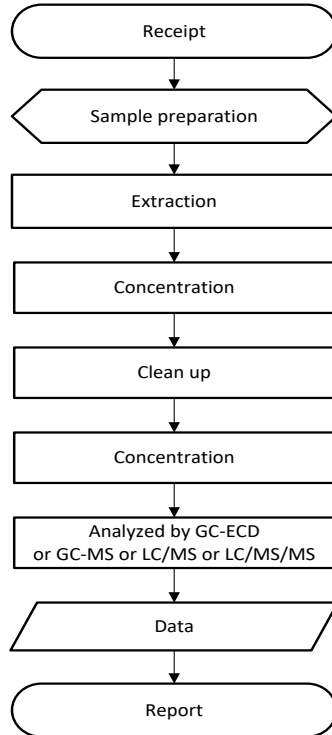 Receipt
Sample preparation
Extraction
Concentration
Clean up
Concentration
Analyzed by GC-ECD
or GC-MS or LC/MS or LC/MS/MS
Data
Report